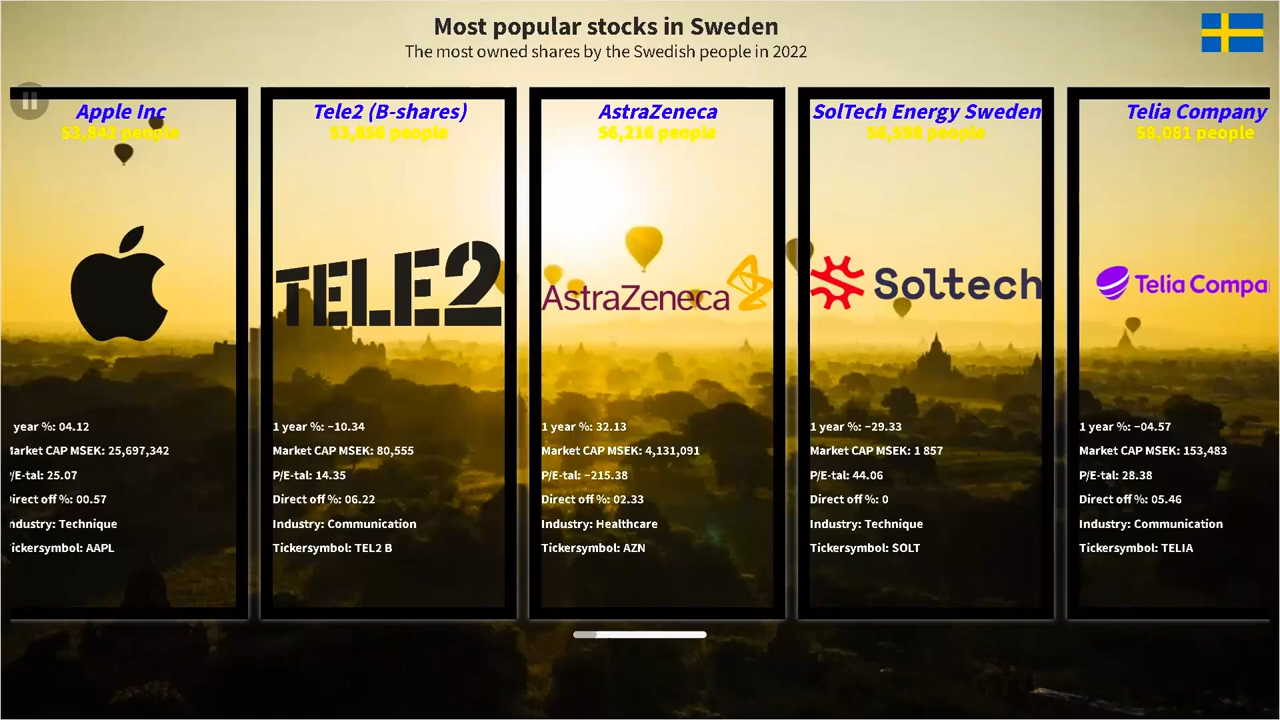 Most popular stocks in Sweden
The most owned shares by the Swedish people in 2022
Apple Inc
53,842 people
year %: 04.12
Market CAP MSEK: 25,697,342
P/E-tal: 25.07
Direct off %: 00.57
Industry: Technique
Tickersymbol: AAPL
Tele2 (B-shares)
53,856 people
TELE2
1 year %: −10.34
Market CAP MSEK: 80,555
P/E-tal: 14.35
Direct off %: 06.22
Industry: Communication
Tickersymbol: TEL2 B
AstraZeneca
56,216 people
AstraZeneca
1 year %: 32.13
Market CAP MSEK: 4,131,091
P/E-tal: −215.38
Direct off %: 02.33
Industry: Healthcare
Tickersymbol: AZN
SolTech Energy Sweden
56,598 people
Soltech
1 year %: −29.33
Market CAP MSEK: 1 857
P/E-tal: 44.06
Direct off %: 0
Industry: Technique
Tickersymbol: SOLT
Telia Company
58,081 people
Telia Compa
1 year %: −04.57
Market CAP MSEK: 153,483
P/E-tal: 28.38
Direct off %: 05.46
Industry: Communication
Tickersymbol: TELIA